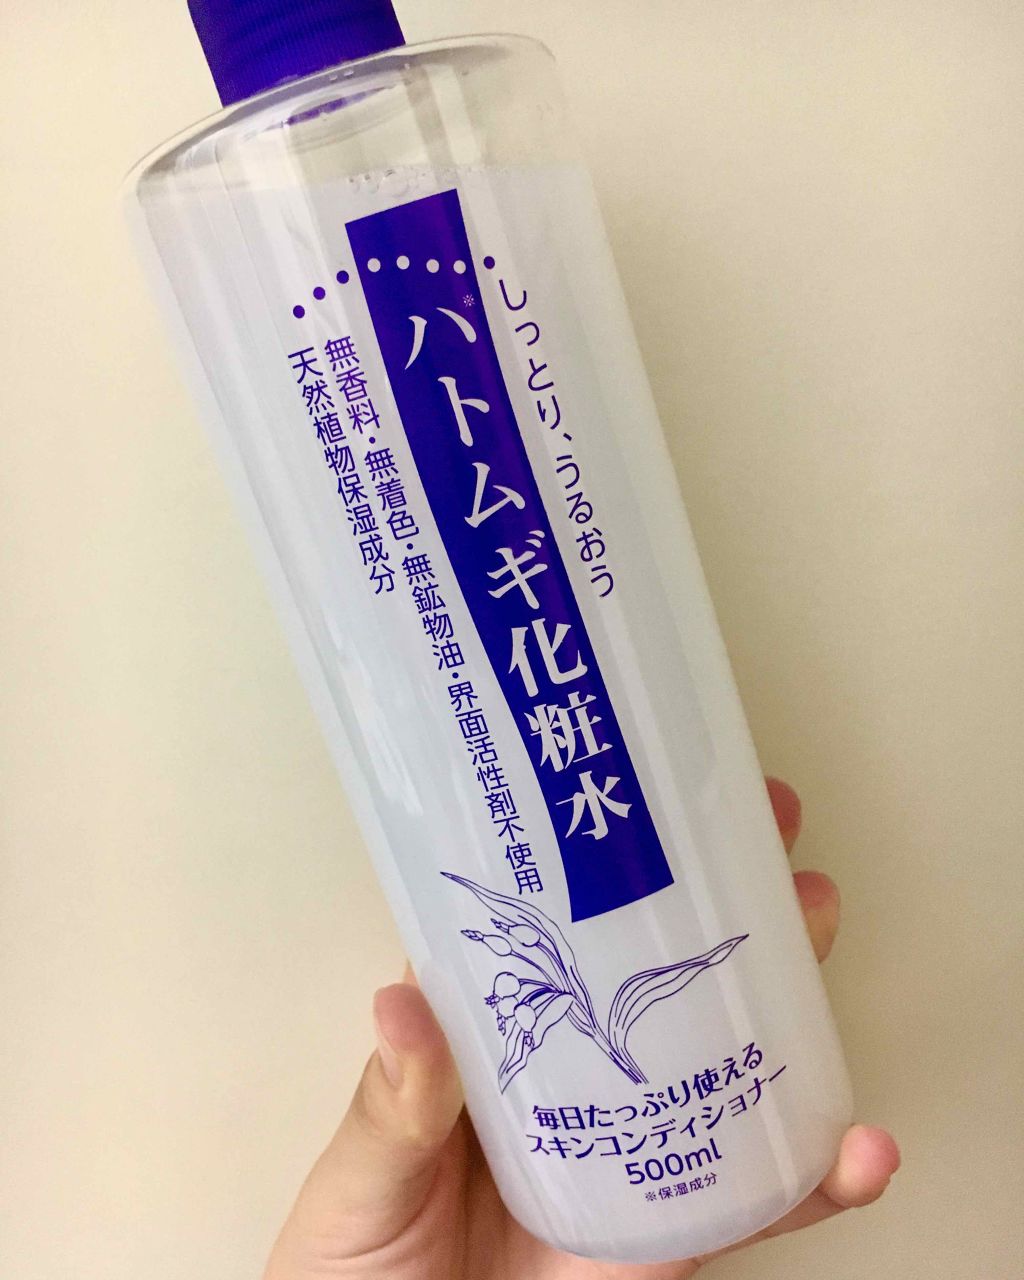 しっとり、うるおう
※
ハトムギ化粧水
無香料・無着色・無鉱物油・界面活性剤不使用
天然植物保湿成分
毎日たっぷり使える
スキンコンディショナー
500ml
※保湿成分